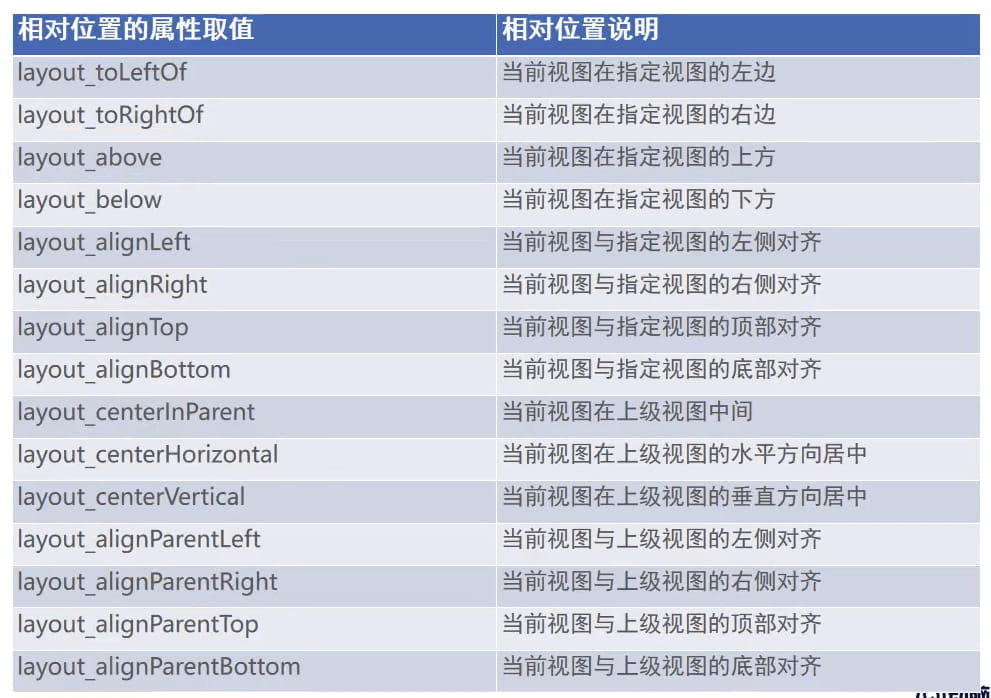 相对位置的属性取值 相对位置说明
layout_toLeftOf 当前视图在指定视图的左边
layout_toRightOf 当前视图在指定视图的右边
layout_above 当前视图在指定视图的上方
layout_below 当前视图在指定视图的下方
layout_alignLeft 当前视图与指定视图的左侧对齐
layout_alignRight 当前视图与指定视图的右侧对齐
layout_alignTop 当前视图与指定视图的顶部对齐
layout_alignBottom 当前视图与指定视图的底部对齐
layout_centerInParent 当前视图在上级视图中间
layout_centerHorizontal 当前视图在上级视图的水平方向居中
layout_centerVertical 当前视图在上级视图的垂直方向居中
layout_alignParentLeft 当前视图与上级视图的左侧对齐
layout_alignParentRight 当前视图与上级视图的右侧对齐
layout_alignParentTop 当前视图与上级视图的顶部对齐
layout_alignParentBottom 当前视图与上级视图的底部对齐